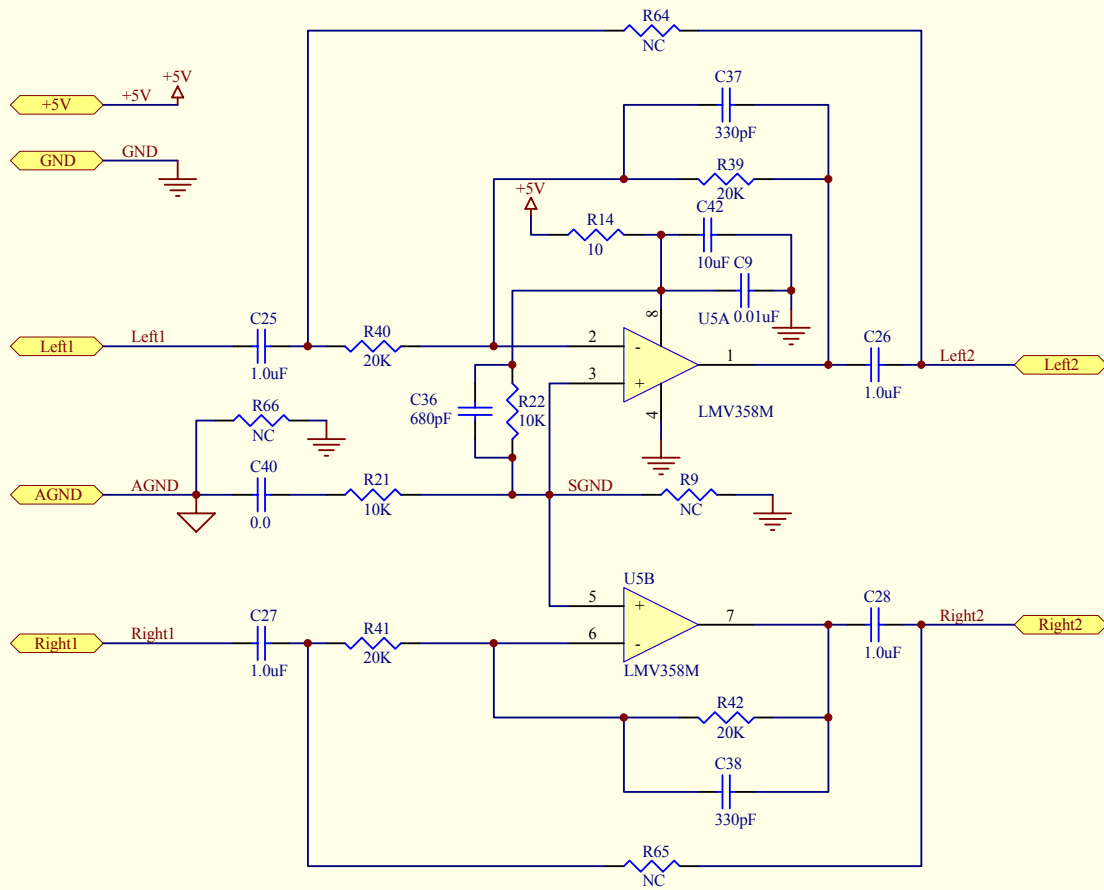 R64
NC
C37
330pF
+5V
+5V
+5V
GND
GND
R39
20K
+5V
R14
10
C42
10uF
C9
0.01uF
U5A
8
Left1
Left1
C25
1.0uF
R40
20K
2
-
3
+
1
4
LMV358M
C26
1.0uF
Left2
Left2
C36
680pF
R22
10K
R66
NC
AGND
AGND
C40
0.0
R21
10K
SGND
R9
NC
U5B
5
+
6
-
7
LMV358M
C28
1.0uF
Right2
Right2
Right1
Right1
C27
1.0uF
R41
20K
R42
20K
C38
330pF
R65
NC